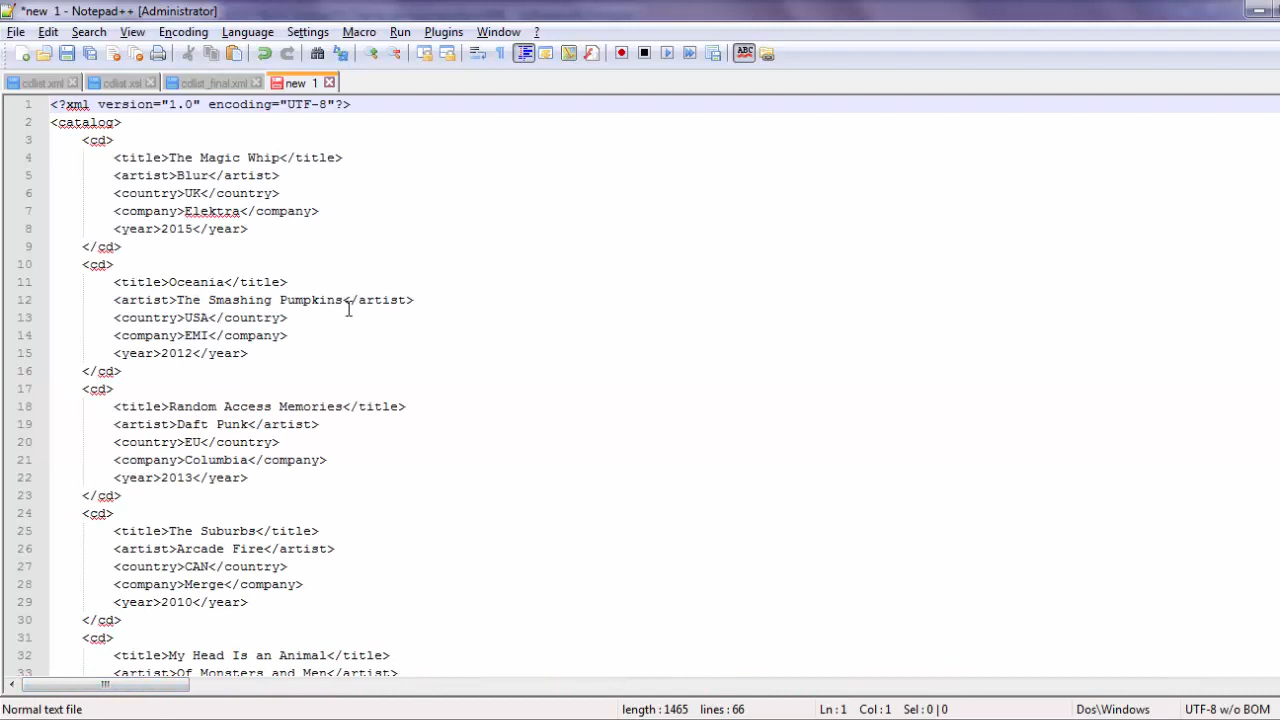 *new 1 - Notepad++ [Administrator]
File Edit Search View Encoding Language Settings Macro Run Plugins Window ?
cdlist.xml cdlist.xsl cdlist_final.xml new 1
1 <?xml version="1.0" encoding="UTF-8"?>
2 <catalog>
3 <cd>
4 <title>The Magic Whip</title>
5 <artist>Blur</artist>
6 <country>UK</country>
7 <company>Elektra</company>
8 <year>2015</year>
9 </cd>
10 <cd>
11 <title>Oceania</title>
12 <artist>The Smashing Pumpkins</artist>
13 <country>USA</country>
14 <company>EMI</company>
15 <year>2012</year>
16 </cd>
17 <cd>
18 <title>Random Access Memories</title>
19 <artist>Daft Punk</artist>
20 <country>EU</country>
21 <company>Columbia</company>
22 <year>2013</year>
23 </cd>
24 <cd>
25 <title>The Suburbs</title>
26 <artist>Arcade Fire</artist>
27 <country>CAN</country>
28 <company>Merge</company>
29 <year>2010</year>
30 </cd>
31 <cd>
32 <title>My Head Is an Animal</title>
33 <artist>Of Monsters and Men</artist>
Normal text file length : 1465 lines : 66 Ln : 1 Col : 1 Sel : 0 | 0 Dos\Windows UTF-8 w/o BOM